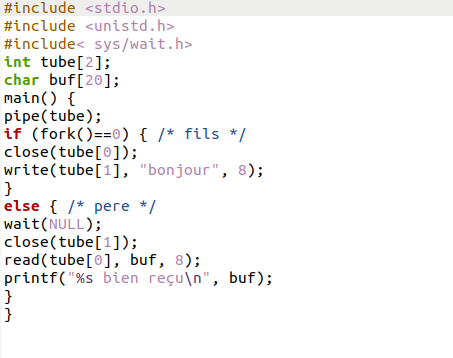 #include <stdio.h>
#include <unistd.h>
#include< sys/wait.h>
int tube[2];
char buf[20];
main() {
pipe(tube);
if (fork()==0) { /* fils */
close(tube[0]);
write(tube[1], "bonjour", 8);
}
else { /* pere */
wait(NULL);
close(tube[1]);
read(tube[0], buf, 8);
printf("%s bien reçu\n", buf);
}
}